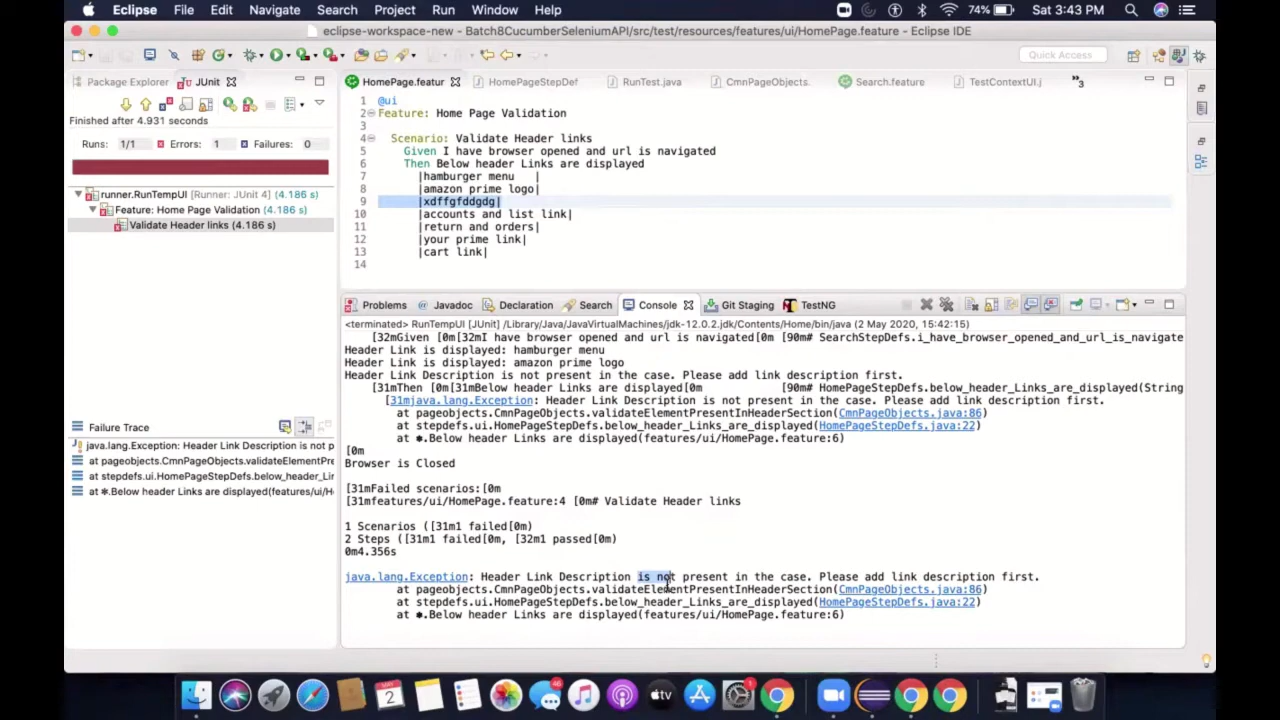 Eclipse File Edit Navigate Search Project Run Window Help 74% Sat 3:43 PM
eclipse-workspace-new - Batch8CucumberSeleniumAPI/src/test/resources/features/ui/HomePage.feature - Eclipse IDE
Quick Access
Package Explorer JUnit
HomePage.featur HomePageStepDef RunTest.java CmnPageObjects. Search.feature TestContextUI.j »3
Finished after 4.931 seconds
Runs: 1/1 Errors: 1 Failures: 0
runner.RunTempUI [Runner: JUnit 4] (4.186 s)
Feature: Home Page Validation (4.186 s)
Validate Header links (4.186 s)
1 @ui
2 Feature: Home Page Validation
3
4 Scenario: Validate Header links
5 Given I have browser opened and url is navigated
6 Then Below header Links are displayed
7 |hamburger menu |
8 |amazon prime logo|
9 |xdffgfddgdg|
10 |accounts and list link|
11 |return and orders|
12 |your prime link|
13 |cart link|
14
Problems Javadoc Declaration Search Console Git Staging TestNG
<terminated> RunTempUI [JUnit] /Library/Java/JavaVirtualMachines/jdk-12.0.2.jdk/Contents/Home/bin/java (2 May 2020, 15:42:15)
[32mGiven [0m[32mI have browser opened and url is navigated[0m [90m# SearchStepDefs.i_have_browser_opened_and_url_is_navigate
Header Link is displayed: hamburger menu
Header Link is displayed: amazon prime logo
Header Link Description is not present in the case. Please add link description first.
[31mThen [0m[31mBelow header Links are displayed[0m [90m# HomePageStepDefs.below_header_Links_are_displayed(String
[31mjava.lang.Exception: Header Link Description is not present in the case. Please add link description first.
at pageobjects.CmnPageObjects.validateElementPresentInHeaderSection(CmnPageObjects.java:86)
at stepdefs.ui.HomePageStepDefs.below_header_Links_are_displayed(HomePageStepDefs.java:22)
at ✽.Below header Links are displayed(features/ui/HomePage.feature:6)
[0m
Browser is Closed
[31mFailed scenarios:[0m
[31mfeatures/ui/HomePage.feature:4 [0m# Validate Header links
1 Scenarios ([31m1 failed[0m)
2 Steps ([31m1 failed[0m, [32m1 passed[0m)
0m4.356s
java.lang.Exception: Header Link Description is not present in the case. Please add link description first.
at pageobjects.CmnPageObjects.validateElementPresentInHeaderSection(CmnPageObjects.java:86)
at stepdefs.ui.HomePageStepDefs.below_header_Links_are_displayed(HomePageStepDefs.java:22)
at ✽.Below header Links are displayed(features/ui/HomePage.feature:6)
Failure Trace
java.lang.Exception: Header Link Description is not p
at pageobjects.CmnPageObjects.validateElementPre
at stepdefs.ui.HomePageStepDefs.below_header_Lin
at ✽.Below header Links are displayed(features/ui/H
2
tv
1